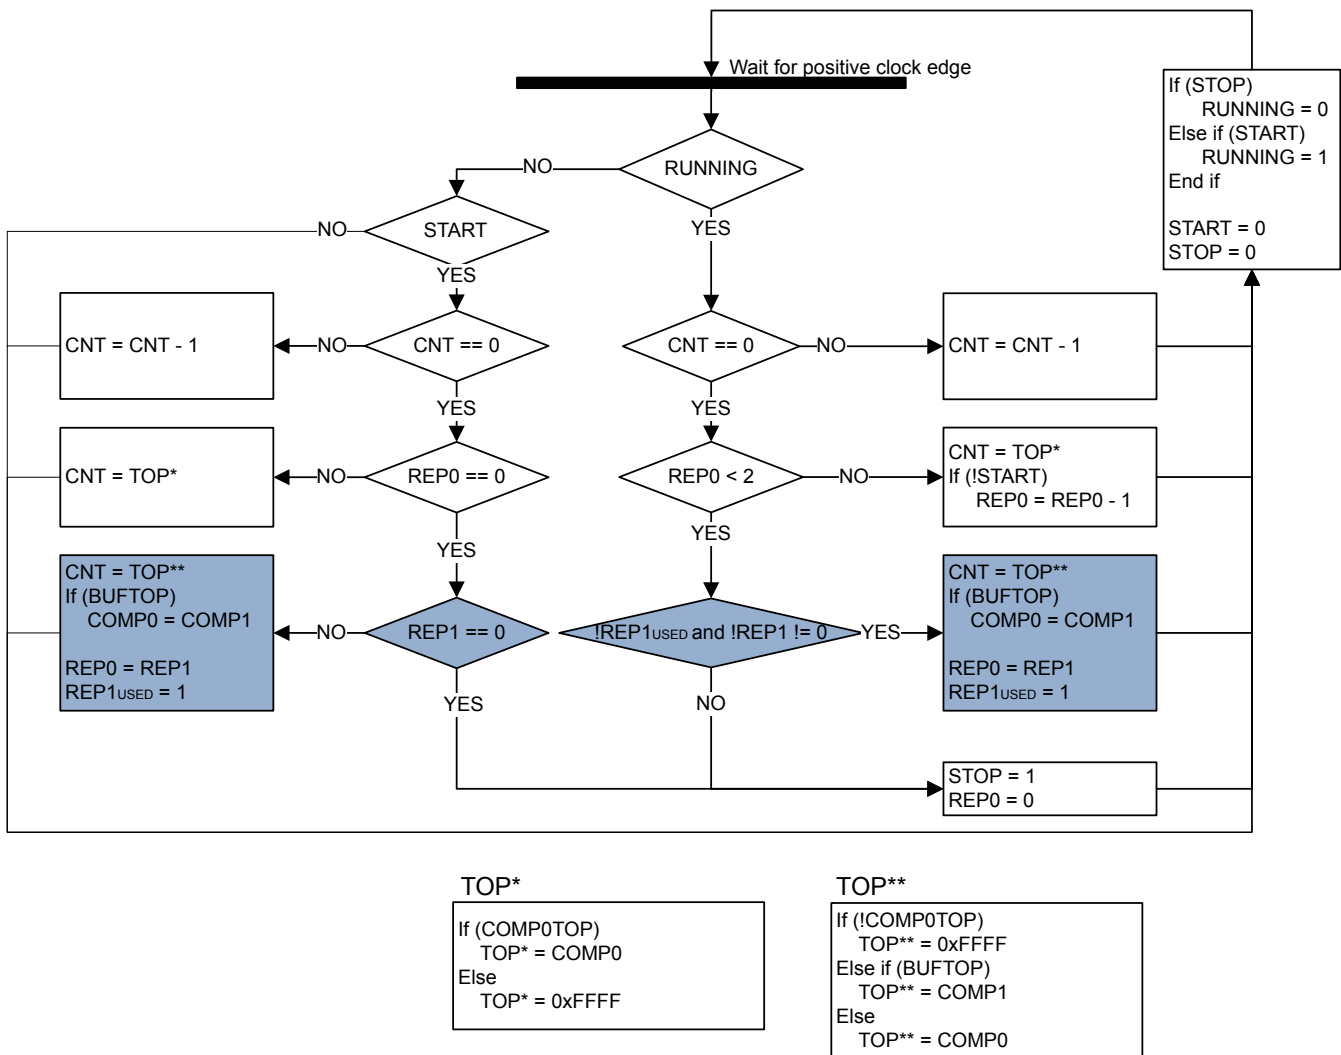 Wait for positive clock edge
If (STOP)
RUNNING = 0
Else if (START)
RUNNING = 1
End if
START = 0
STOP = 0
RUNNING
NO
YES
START
NO
YES
CNT = CNT - 1
NO
CNT == 0
YES
CNT == 0
NO
YES
CNT = CNT - 1
CNT = TOP*
NO
REP0 == 0
YES
REP0 < 2
NO
YES
CNT = TOP*
If (!START)
REP0 = REP0 - 1
CNT = TOP**
If (BUFTOP)
COMP0 = COMP1
REP0 = REP1
REP1USED = 1
NO
REP1 == 0
YES
!REP1USED and !REP1 != 0
YES
NO
CNT = TOP**
If (BUFTOP)
COMP0 = COMP1
REP0 = REP1
REP1USED = 1
STOP = 1
REP0 = 0
TOP*
If (COMP0TOP)
TOP* = COMP0
Else
TOP* = 0xFFFF
TOP**
If (!COMP0TOP)
TOP** = 0xFFFF
Else if (BUFTOP)
TOP** = COMP1
Else
TOP** = COMP0